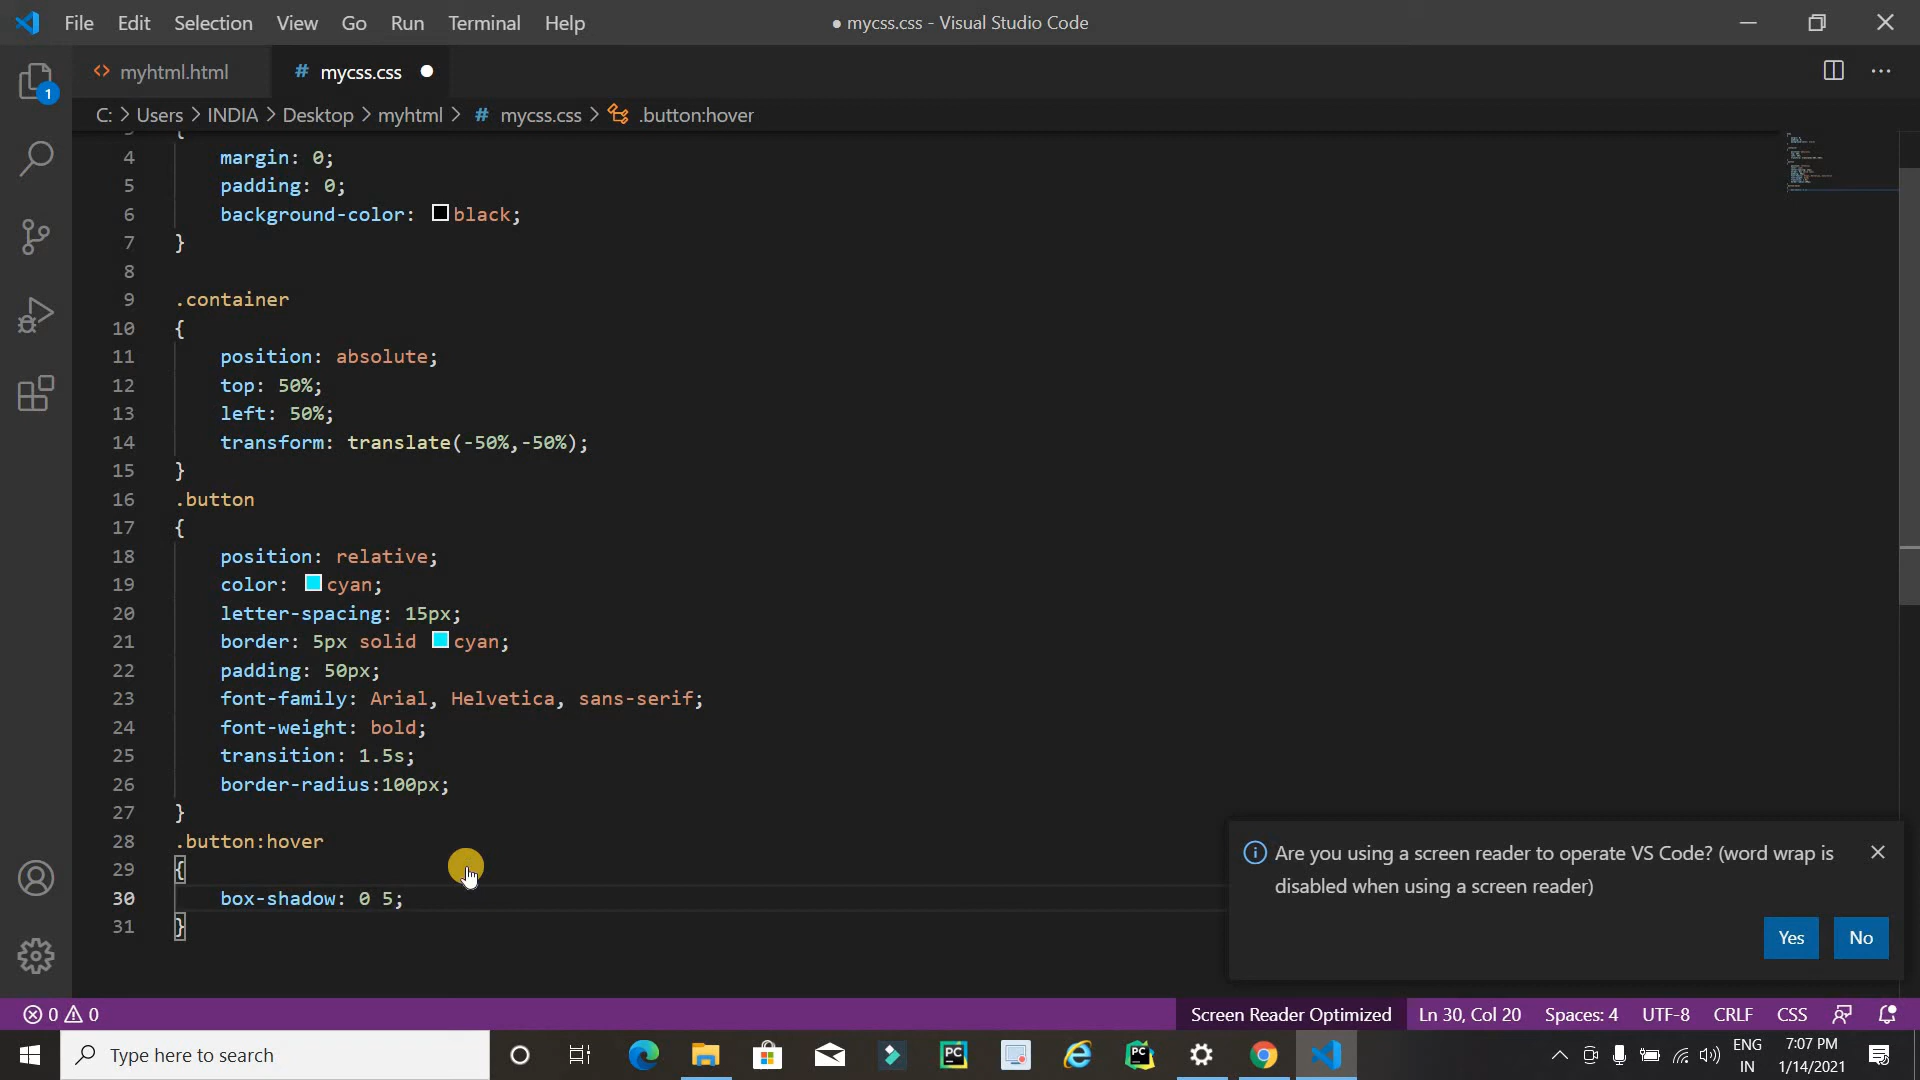 File Edit Selection View Go Run Terminal Help
● mycss.css - Visual Studio Code
<> myhtml.html
# mycss.css ●
1
C: > Users > INDIA > Desktop > myhtml > # mycss.css > .button:hover
4 margin: 0;
5 padding: 0;
6 background-color: black;
7 }
8
9 .container
10 {
11 position: absolute;
12 top: 50%;
13 left: 50%;
14 transform: translate(-50%,-50%);
15 }
16 .button
17 {
18 position: relative;
19 color: cyan;
20 letter-spacing: 15px;
21 border: 5px solid cyan;
22 padding: 50px;
23 font-family: Arial, Helvetica, sans-serif;
24 font-weight: bold;
25 transition: 1.5s;
26 border-radius:100px;
27 }
28 .button:hover
29 {
30 box-shadow: 0 5;
31 }
Are you using a screen reader to operate VS Code? (word wrap is
disabled when using a screen reader)
Yes No
0 0 Screen Reader Optimized Ln 30, Col 20 Spaces: 4 UTF-8 CRLF CSS
Type here to search
PC
PC
ENG
IN
7:07 PM
1/14/2021